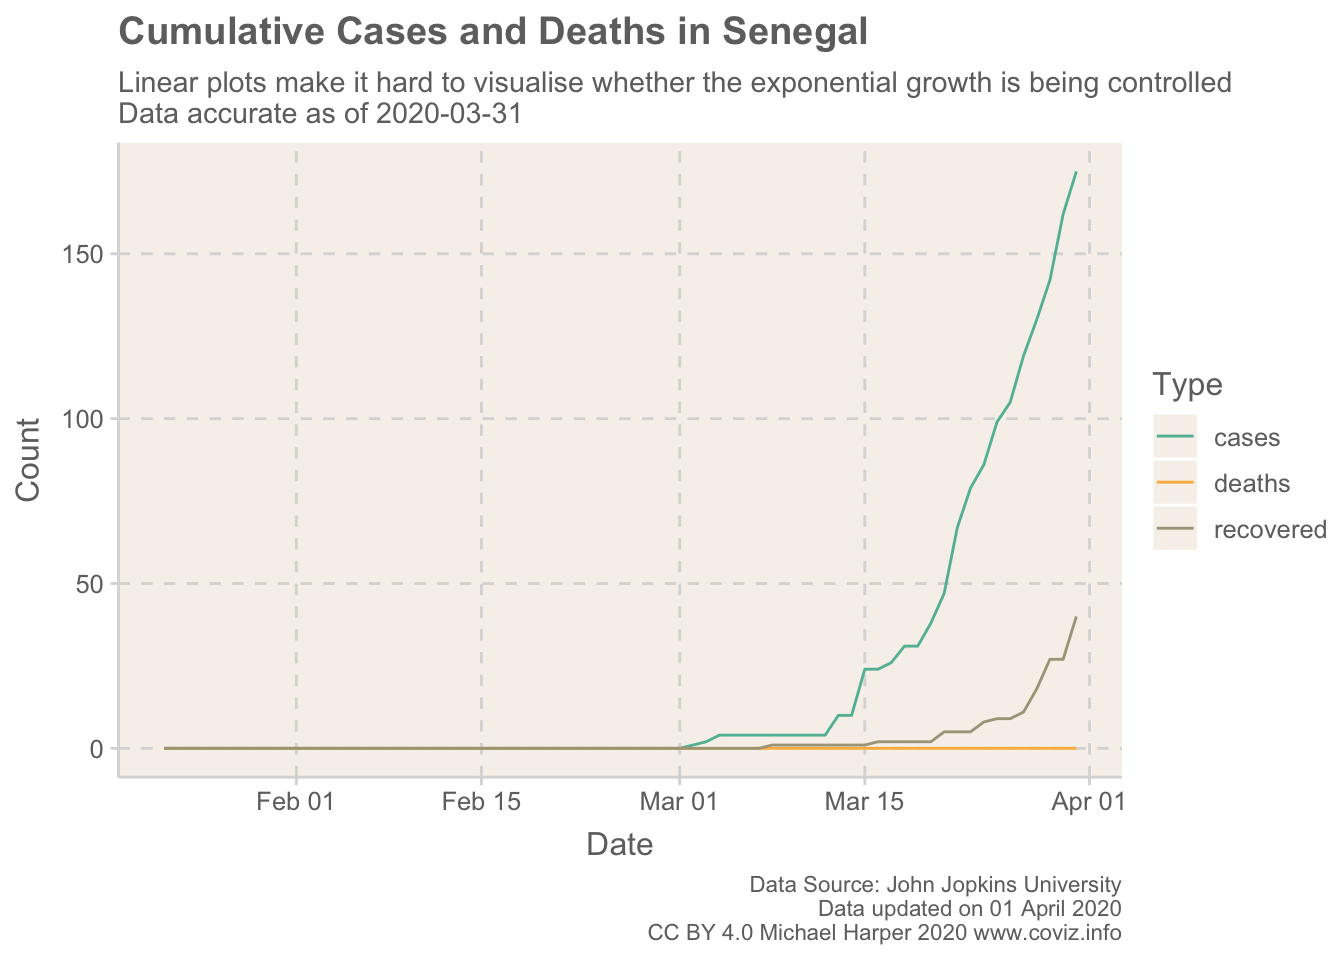 Cumulative Cases and Deaths in Senegal
Linear plots make it hard to visualise whether the exponential growth is being controlled
Data accurate as of 2020-03-31
150
100
50
0
Count
Feb 01
Feb 15
Mar 01
Mar 15
Apr 01
Date
Type
cases
deaths
recovered
Data Source: John Jopkins University
Data updated on 01 April 2020
CC BY 4.0 Michael Harper 2020 www.coviz.info